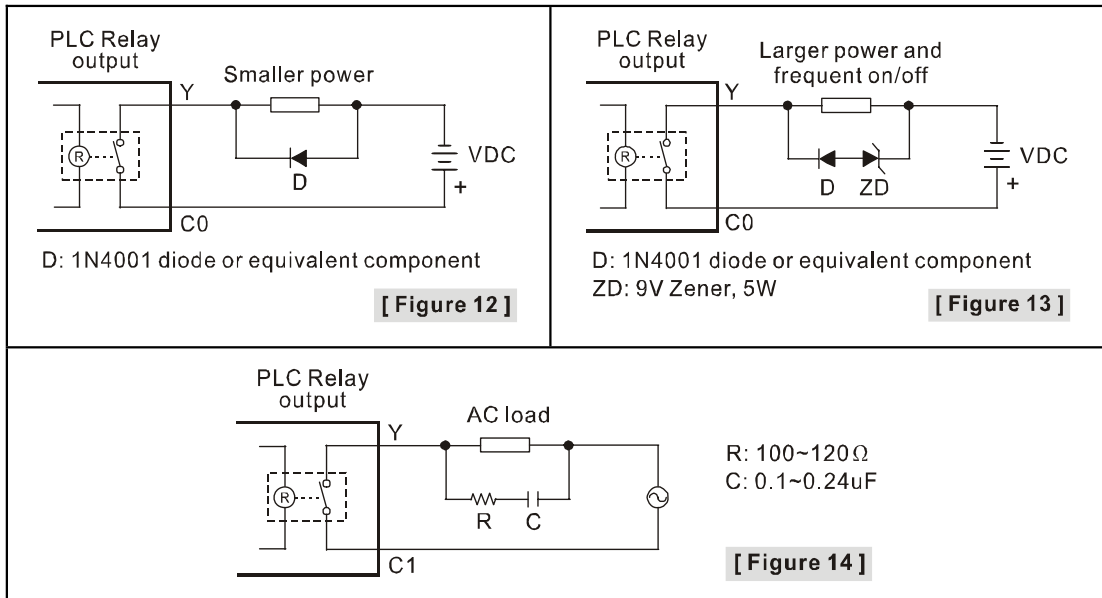 PLC Relay
output
Smaller power
Y
R
D
VDC
+
C0
D: 1N4001 diode or equivalent component
[ Figure 12 ]
PLC Relay
output
Larger power and
frequent on/off
Y
R
D ZD
VDC
+
C0
D: 1N4001 diode or equivalent component
ZD: 9V Zener, 5W
[ Figure 13 ]
PLC Relay
output
AC load
Y
R
R C
C1
R: 100~120Ω
C: 0.1~0.24uF
[ Figure 14 ]